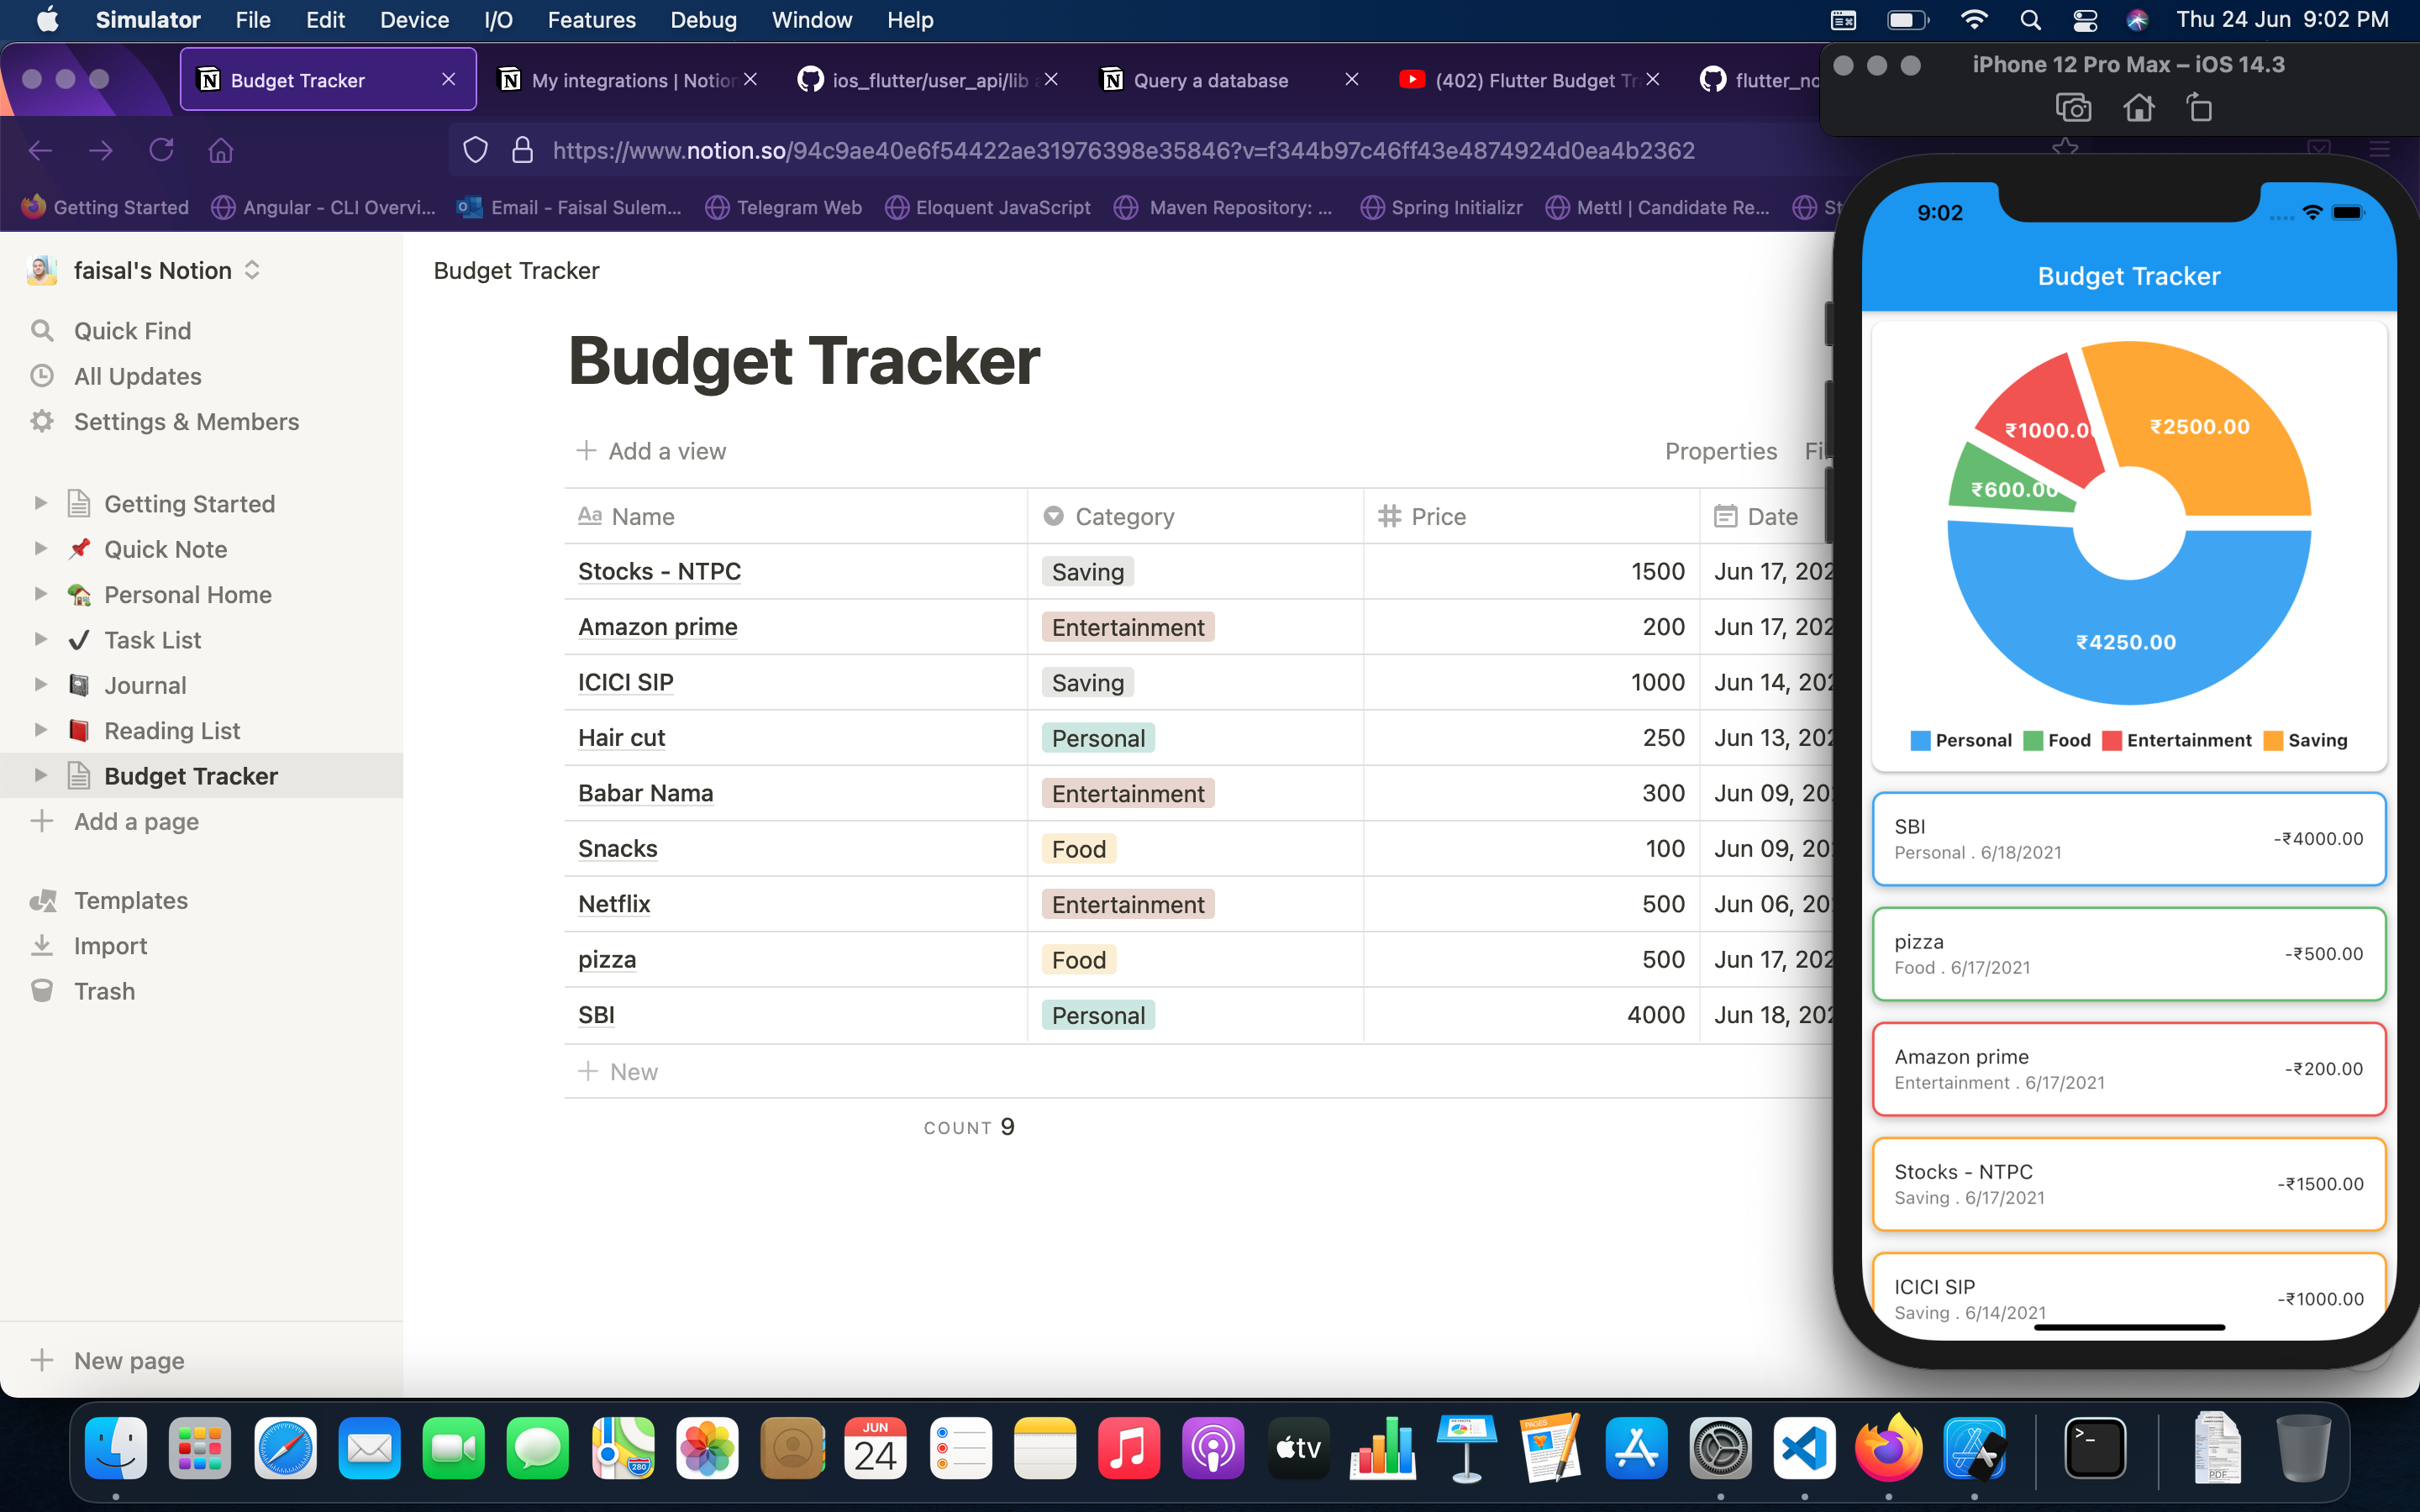 Simulator File Edit Device I/O Features Debug Window Help Thu 24 Jun 9:02 PM
Budget Tracker My integrations | Notion ios_flutter/user_api/lib Query a database (402) Flutter Budget Tr flutter_no
iPhone 12 Pro Max – iOS 14.3
https://www.notion.so/94c9ae40e6f54422ae31976398e35846?v=f344b97c46ff43e4874924d0ea4b2362
Getting Started Angular - CLI Overvi... Email - Faisal Sulem... Telegram Web Eloquent JavaScript Maven Repository: ... Spring Initializr Mettl | Candidate Re... St
faisal's Notion
Quick Find
All Updates
Settings & Members
Getting Started
Quick Note
Personal Home
Task List
Journal
Reading List
Budget Tracker
Add a page
Templates
Import
Trash
New page
Budget Tracker
Budget Tracker
Add a view Properties Fi
Aa Name Category Price Date
Stocks - NTPC Saving 1500 Jun 17, 202
Amazon prime Entertainment 200 Jun 17, 202
ICICI SIP Saving 1000 Jun 14, 202
Hair cut Personal 250 Jun 13, 202
Babar Nama Entertainment 300 Jun 09, 20
Snacks Food 100 Jun 09, 20
Netflix Entertainment 500 Jun 06, 20
pizza Food 500 Jun 17, 202
SBI Personal 4000 Jun 18, 202
New
COUNT 9
9:02
Budget Tracker
₹2500.00
₹1000.0
₹600.00
₹4250.00
Personal Food Entertainment Saving
SBI
Personal . 6/18/2021
-₹4000.00
pizza
Food . 6/17/2021
-₹500.00
Amazon prime
Entertainment . 6/17/2021
-₹200.00
Stocks - NTPC
Saving . 6/17/2021
-₹1500.00
ICICI SIP
Saving . 6/14/2021
-₹1000.00
JUN
24
280
tv
PAGES
>_
PDF